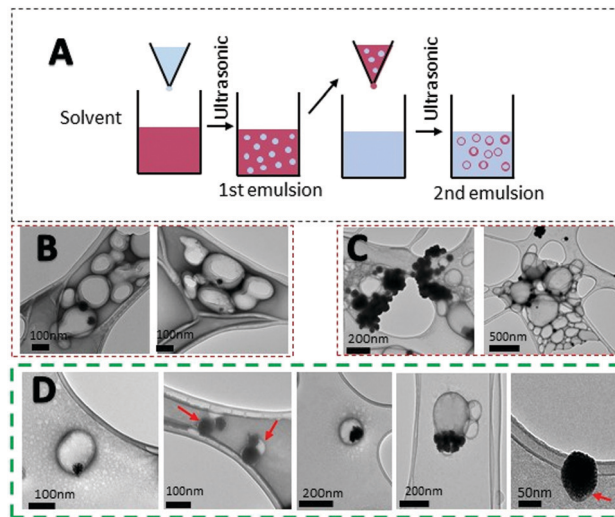 A
Solvent
Ultrasonic
1st emulsion
Ultrasonic
2nd emulsion
B
100nm
100nm
C
200nm
500nm
D
100nm
100nm
200nm
200nm
50nm